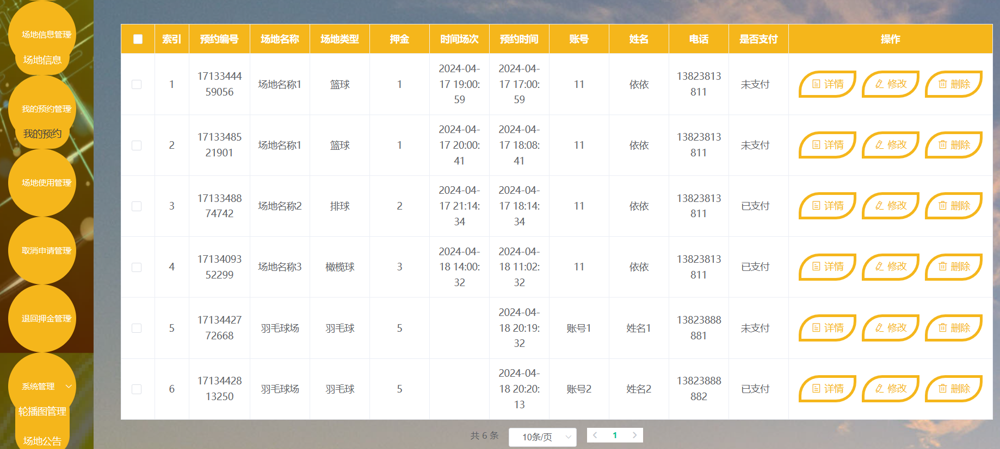 场地信息管理
场地信息
我的预约管理
我的预约
场地使用管理
取消申请管理
退回押金管理
系统管理
轮播图管理
场地公告
索引 预约编号 场地名称 场地类型 押金 时间场次 预约时间 账号 姓名 电话 是否支付 操作
1 1713344459056 场地名称1 篮球 1 2024-04-17 19:00:59 2024-04-17 17:00:59 11 依依 13823813811 未支付 详情 修改 删除
2 1713348521901 场地名称1 篮球 1 2024-04-17 20:00:41 2024-04-17 18:08:41 11 依依 13823813811 未支付 详情 修改 删除
3 1713348874742 场地名称2 排球 2 2024-04-17 21:14:34 2024-04-17 18:14:34 11 依依 13823813811 已支付 详情 修改 删除
4 1713409352299 场地名称3 橄榄球 3 2024-04-18 14:00:32 2024-04-18 11:02:32 11 依依 13823813811 已支付 详情 修改 删除
5 1713442772668 羽毛球场 羽毛球 5 2024-04-18 20:19:32 账号1 姓名1 13823888881 未支付 详情 修改 删除
6 1713442813250 羽毛球场 羽毛球 5 2024-04-18 20:20:13 账号2 姓名2 13823888882 已支付 详情 修改 删除
共 6 条 10条/页 1